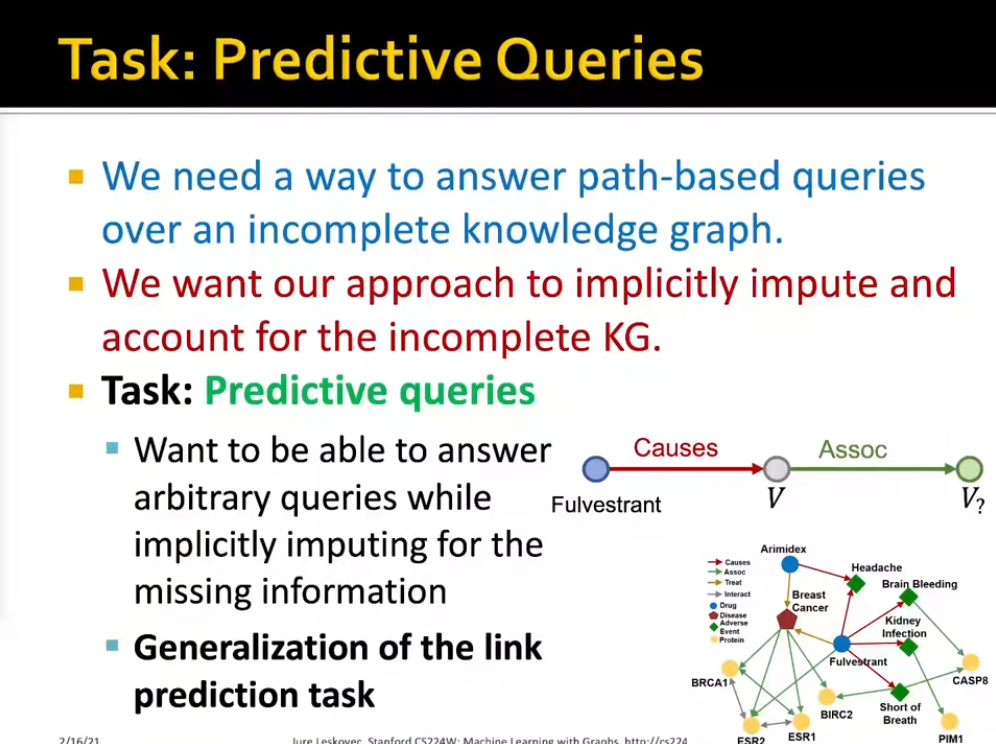 Task: Predictive Queries
We need a way to answer path-based queries
over an incomplete knowledge graph.
We want our approach to implicitly impute and
account for the incomplete KG.
Task: Predictive queries
Want to be able to answer
arbitrary queries while
implicitly imputing for the
missing information
Generalization of the link
prediction task
Causes
Assoc
Fulvestrant
V
V?
Causes
Assoc
Treat
Interact
Drug
Disease
Adverse
Event
Protein
Arimidex
Headache
Brain Bleeding
Breast
Cancer
Kidney
Infection
Fulvestrant
CASP8
BRCA1
BIRC2
Short of
Breath
ESR2
ESR1
PIM1
2/16/21
Jure Leskovec, Stanford CS224W: Machine Learning with Graphs, http://cs224